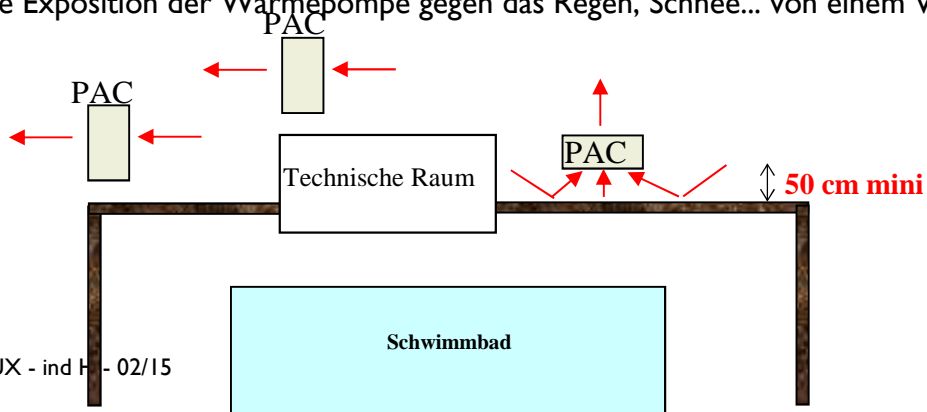 e Exposition der Wärmepompe gegen das Regen, Schnee... von einem
PAC
PAC
PAC
Technische Raum
50 cm mini
Schwimmbad
UX - ind H - 02/15